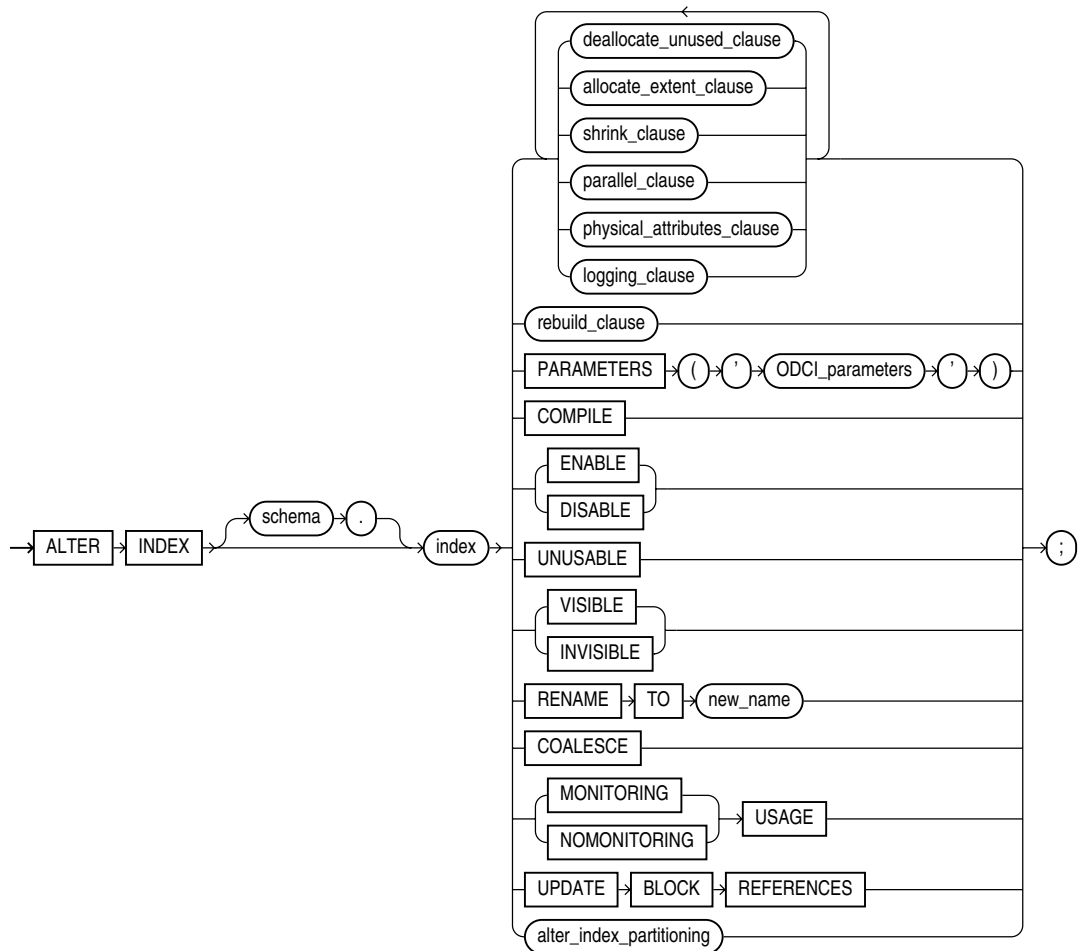 deallocate_unused_clause
allocate_extent_clause
shrink_clause
parallel_clause
physical_attributes_clause
logging_clause
rebuild_clause
PARAMETERS ( ' ODCI_parameters ' )
COMPILE
ENABLE
DISABLE
schema .
ALTER INDEX index ;
UNUSABLE
VISIBLE
INVISIBLE
RENAME TO new_name
COALESCE
MONITORING
NOMONITORING
USAGE
UPDATE BLOCK REFERENCES
alter_index_partitioning